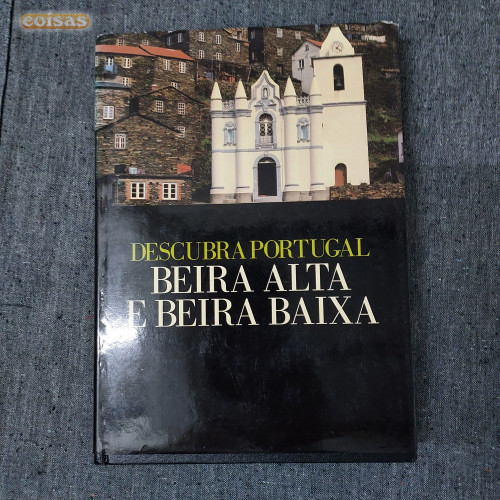 coisas
DESCUBRA PORTUGAL
BEIRA ALTA
E BEIRA BAIXA